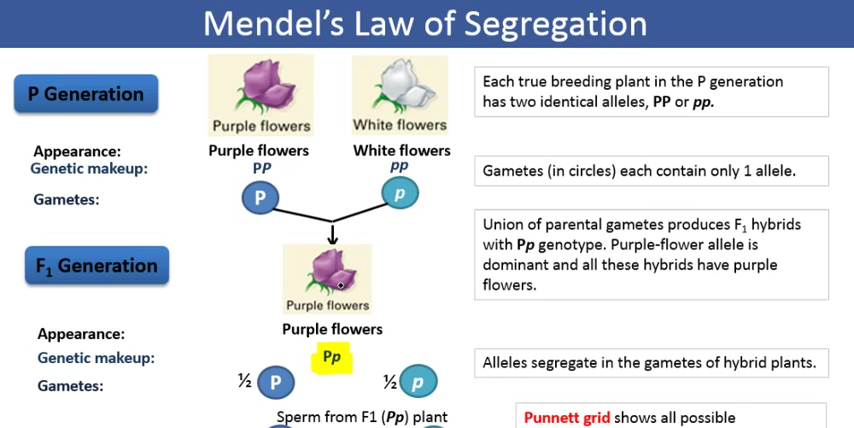 Mendel's Law of Segregation
P Generation
Purple flowers
White flowers
Each true breeding plant in the P generation
has two identical alleles, PP or pp.
Appearance:
Purple flowers
White flowers
Genetic makeup:
PP
pp
Gametes (in circles) each contain only 1 allele.
Gametes:
P
p
Union of parental gametes produces F₁ hybrids
with Pp genotype. Purple-flower allele is
dominant and all these hybrids have purple
flowers.
F₁ Generation
Purple flowers
Appearance:
Purple flowers
Genetic makeup:
Pp
Alleles segregate in the gametes of hybrid plants.
Gametes:
½ P
½ p
Sperm from F1 (Pp) plant
Punnett grid shows all possible